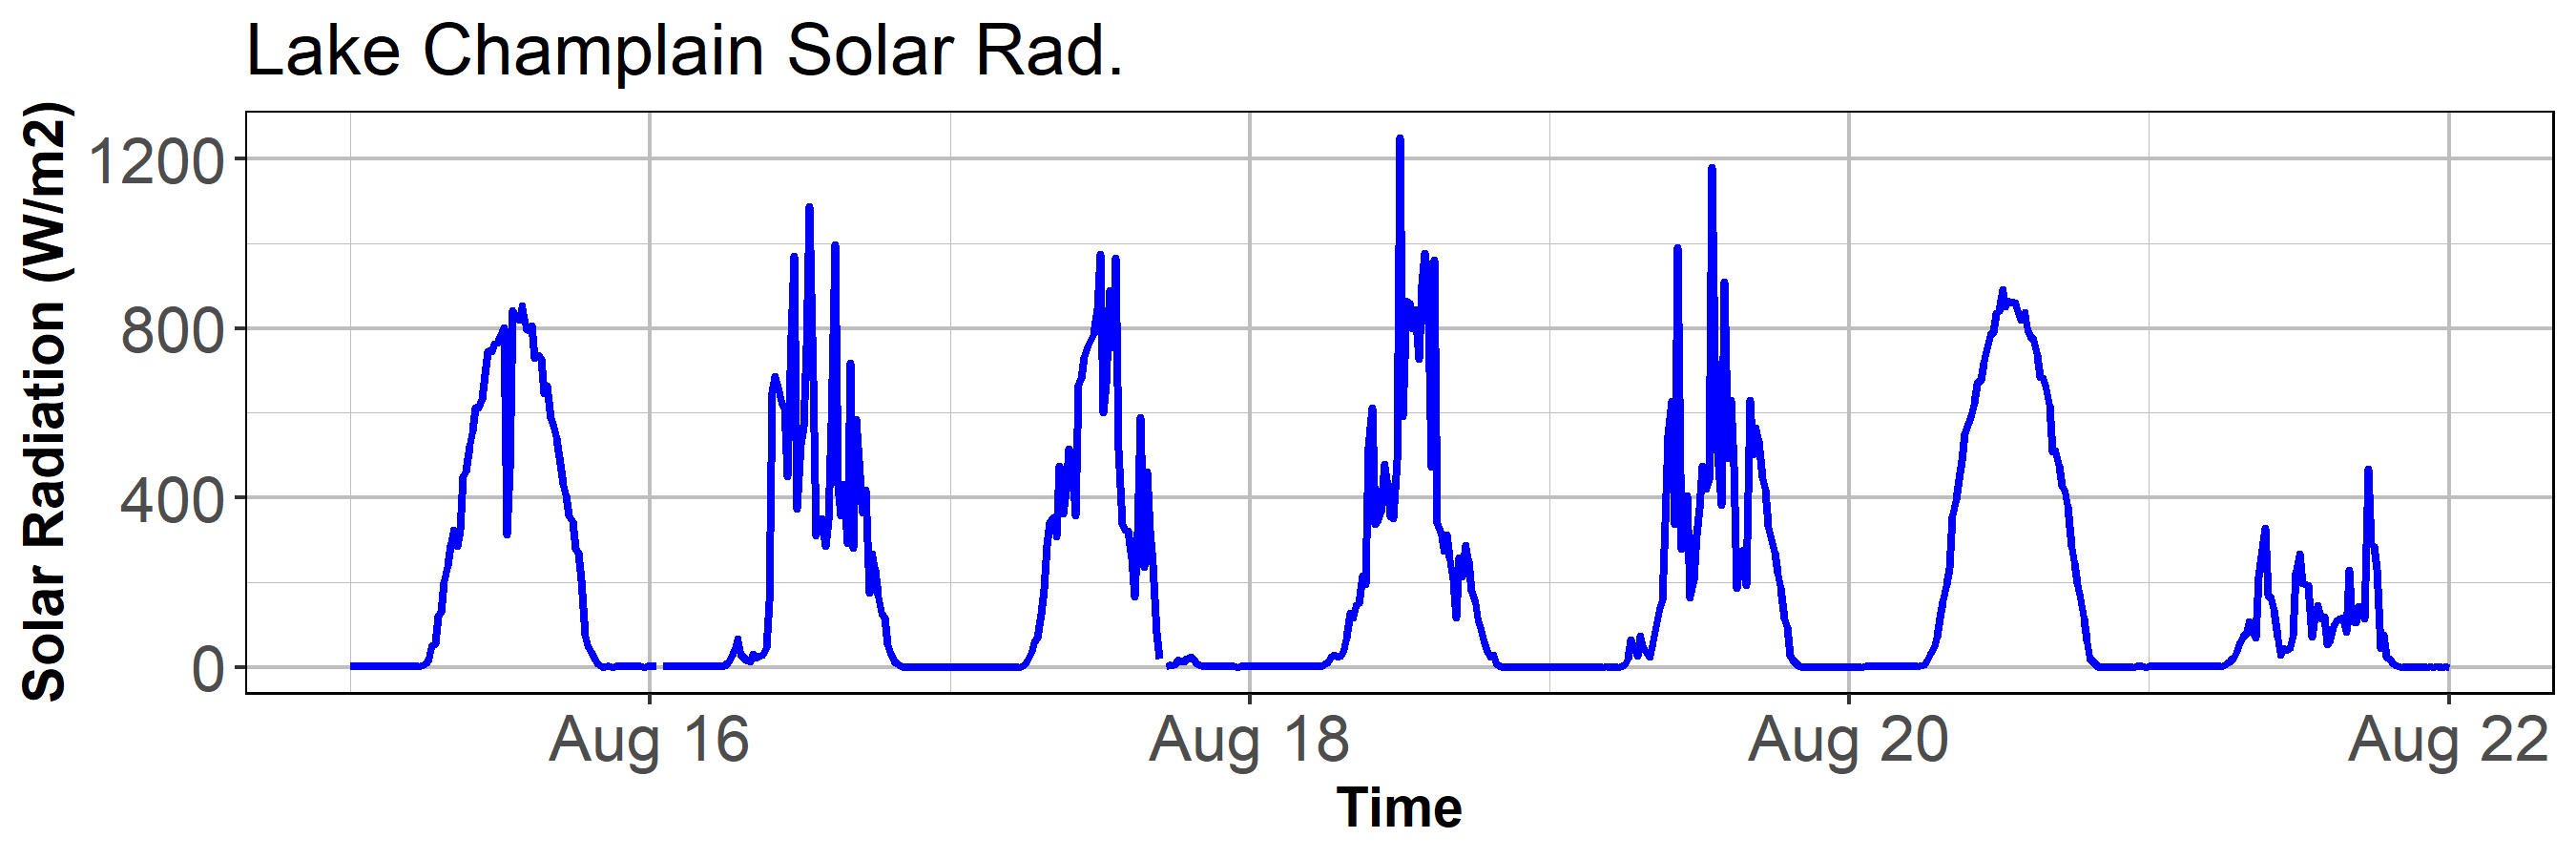 Lake Champlain Solar Rad.
Solar Radiation (W/m2)
1200
800
400
0
Aug 16
Aug 18
Aug 20
Aug 22
Time